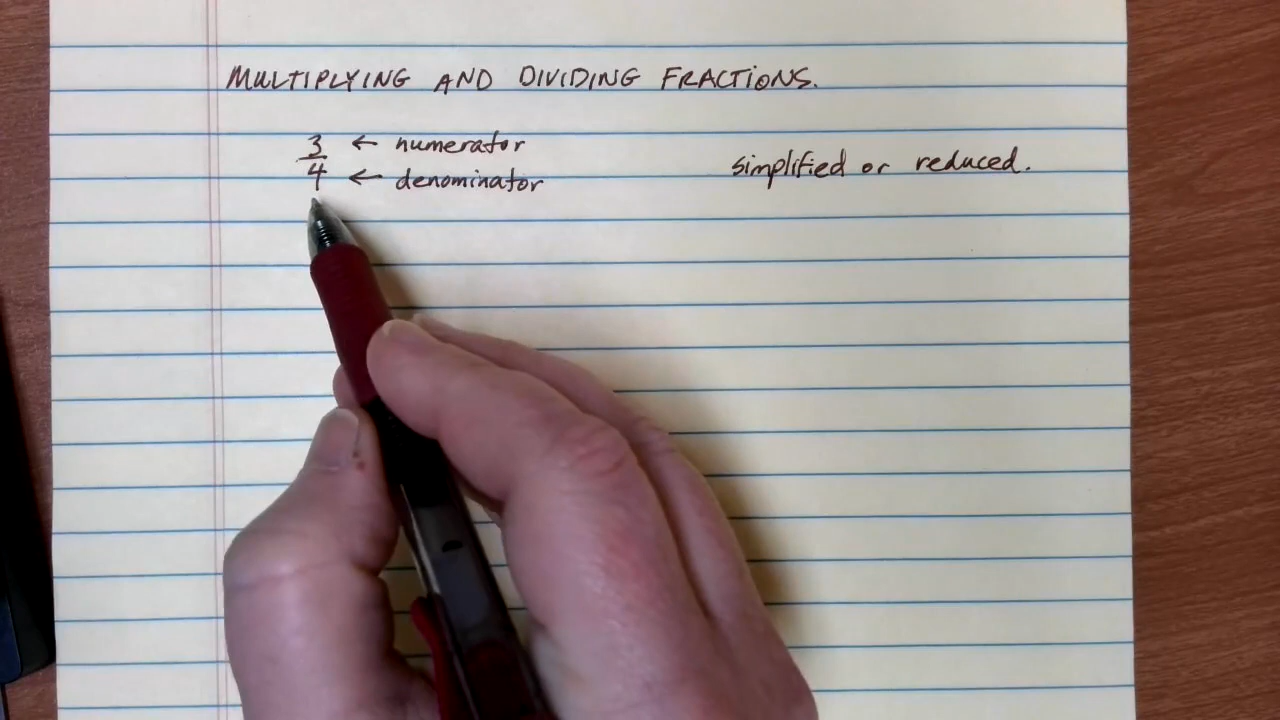 MULTIPLYING AND DIVIDING FRACTIONS.
3 ← numerator
4 ← denominator
simplified or reduced.